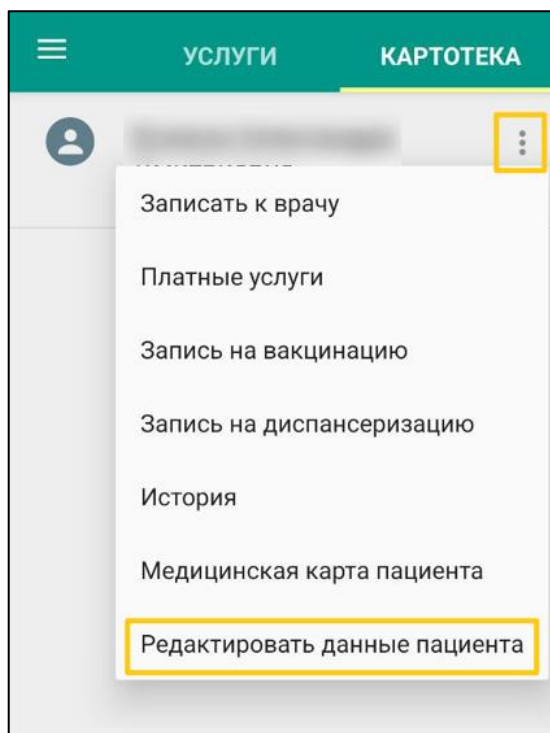 УСЛУГИ КАРТОТЕКА
Записать к врачу
Платные услуги
Запись на вакцинацию
Запись на диспансеризацию
История
Медицинская карта пациента
Редактировать данные пациента